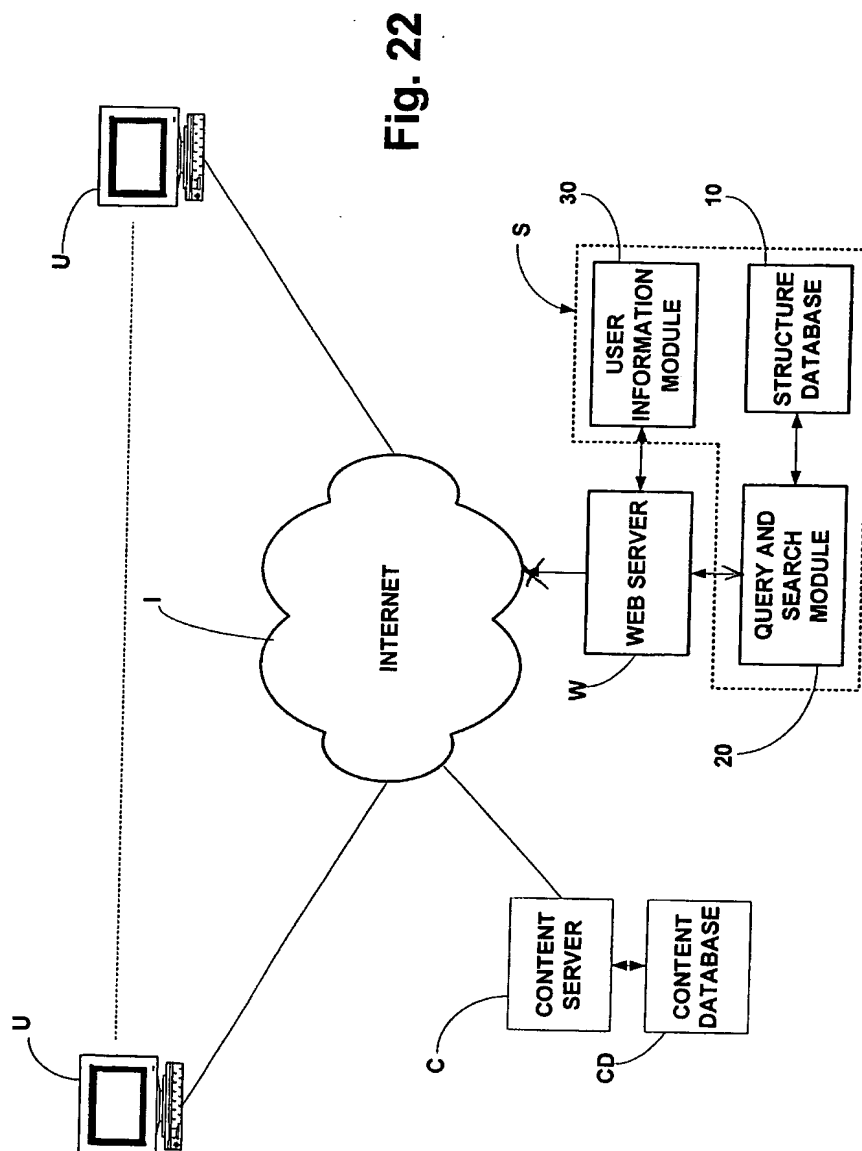 U
U
I
INTERNET
C
CONTENT
SERVER
CD
CONTENT
DATABASE
W
WEB SERVER
S
30
USER
INFORMATION
MODULE
20
QUERY AND
SEARCH
MODULE
10
STRUCTURE
DATABASE
Fig. 22